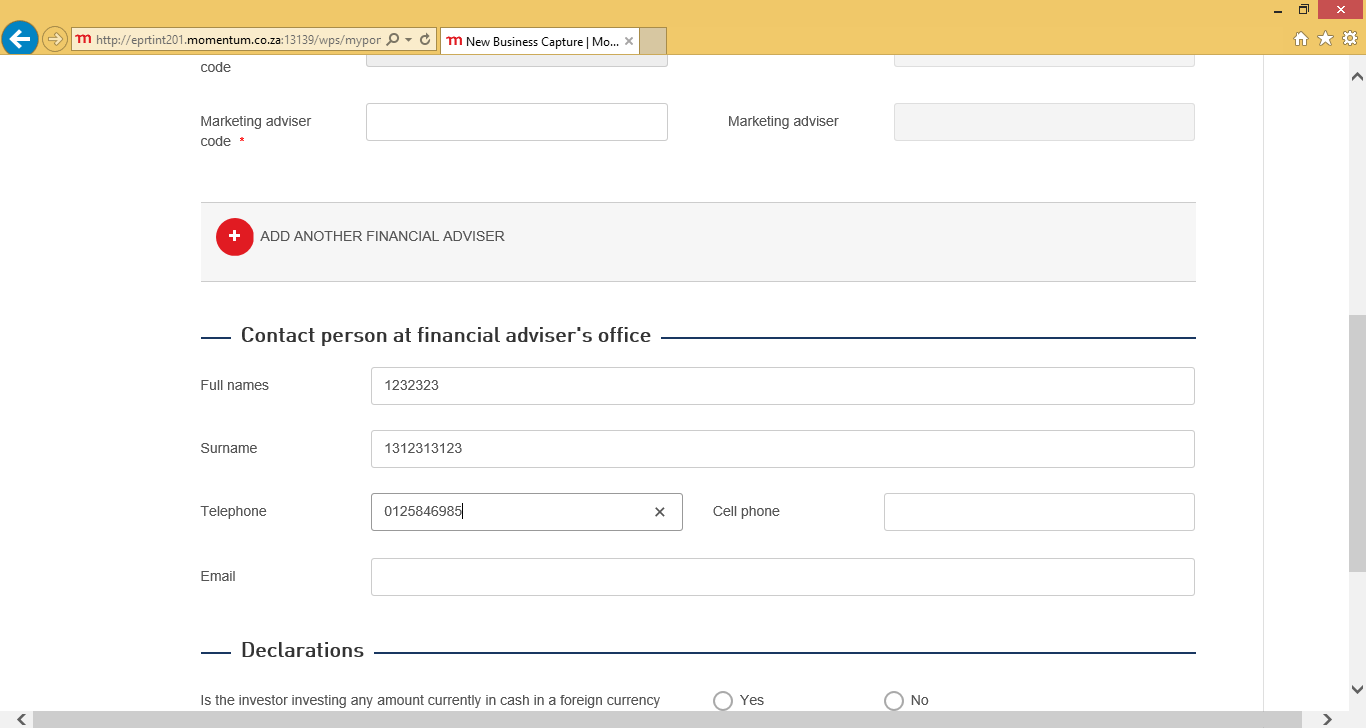 http://eprtint201.momentum.co.za:13139/wps/mypor
m New Business Capture | Mo...
code
Marketing adviser code *
Marketing adviser
ADD ANOTHER FINANCIAL ADVISER
Contact person at financial adviser's office
Full names 1232323
Surname 1312313123
Telephone 0125846985 Cell phone
Email
Declarations
Is the investor investing any amount currently in cash in a foreign currency Yes No